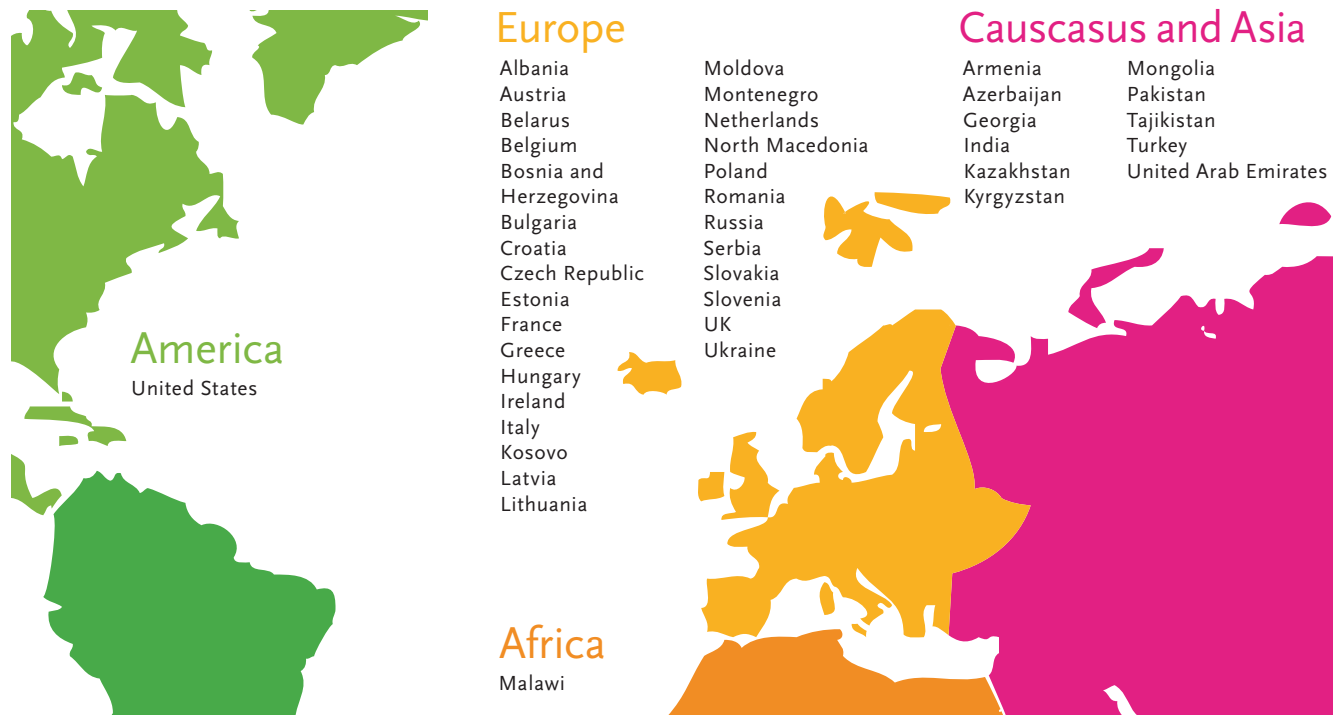 Europe
Albania
Austria
Belarus
Belgium
Bosnia and
Herzegovina
Bulgaria
Croatia
Czech Republic
Estonia
France
Greece
Hungary
Ireland
Italy
Kosovo
Latvia
Lithuania
Moldova
Montenegro
Netherlands
North Macedonia
Poland
Romania
Russia
Serbia
Slovakia
Slovenia
UK
Ukraine
Causcasus and Asia
Armenia
Azerbaijan
Georgia
India
Kazakhstan
Kyrgyzstan
Mongolia
Pakistan
Tajikistan
Turkey
United Arab Emirates
America
United States
Africa
Malawi